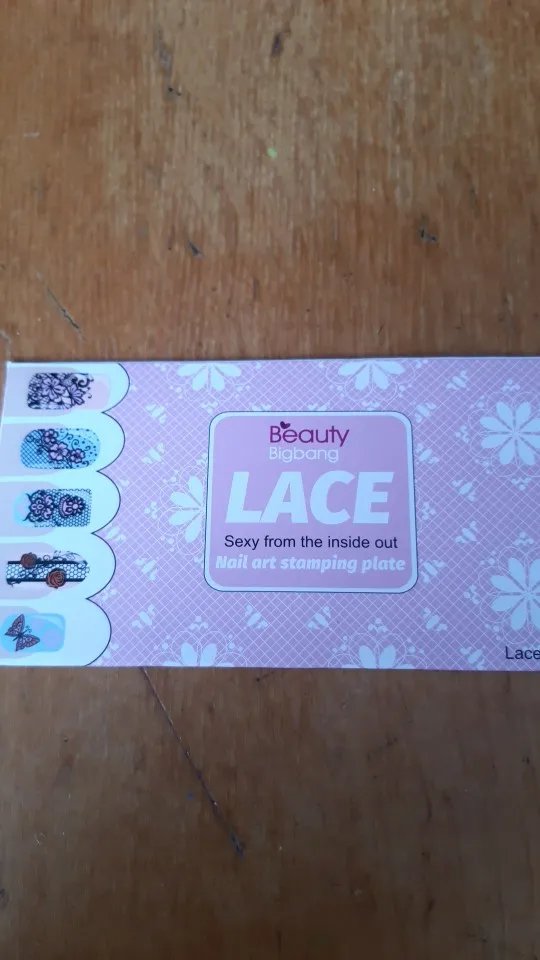 Beauty
Bigbang
LACE
Sexy from the inside out
Nail art stamping plate
Lace